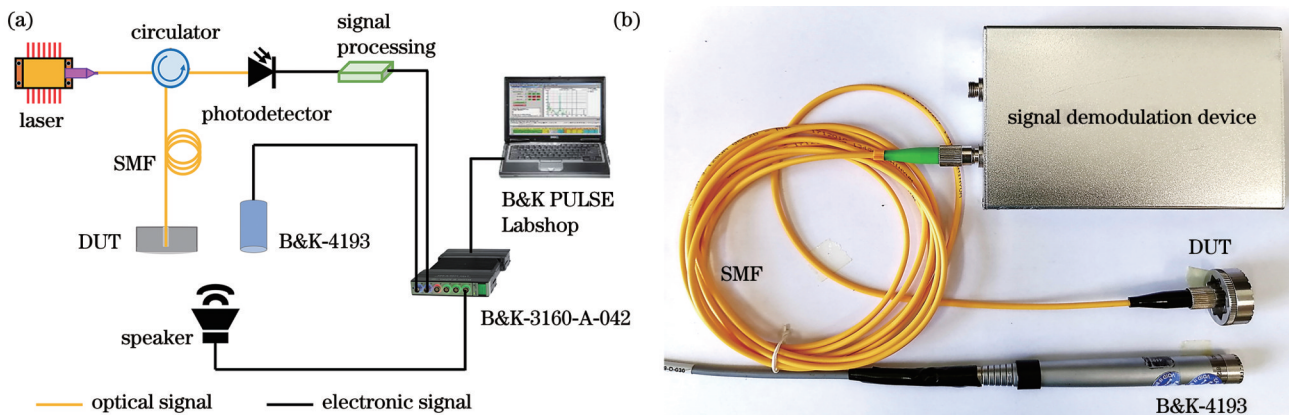 (a)
circulator
signal
processing
laser
photodetector
SMF
B&K PULSE
Labshop
DUT
B&K-4193
B&K-3160-A-042
speaker
optical signal
electronic signal
(b)
signal demodulation device
DUT
SMF
B&K-4193